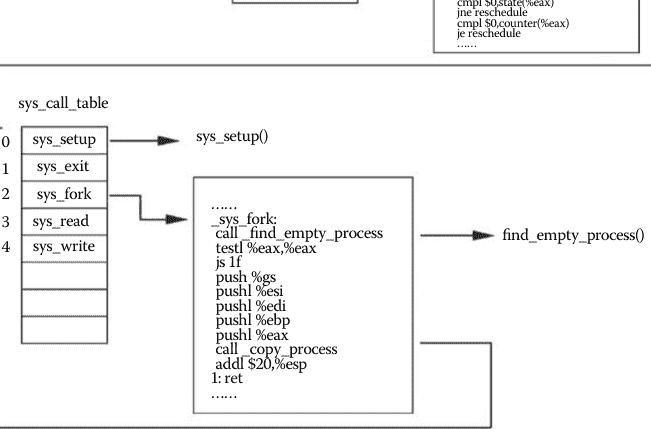 cmpl $0,state(%eax)
jne reschedule
cmpl $0,counter(%eax)
je reschedule
……
sys_call_table
0 sys_setup
sys_setup()
1 sys_exit
2 sys_fork
3 sys_read
4 sys_write
……
_sys_fork:
call _find_empty_process
testl %eax,%eax
js 1f
push %gs
pushl %esi
pushl %edi
pushl %ebp
pushl %eax
call _copy_process
addl $20,%esp
1: ret
……
find_empty_process()